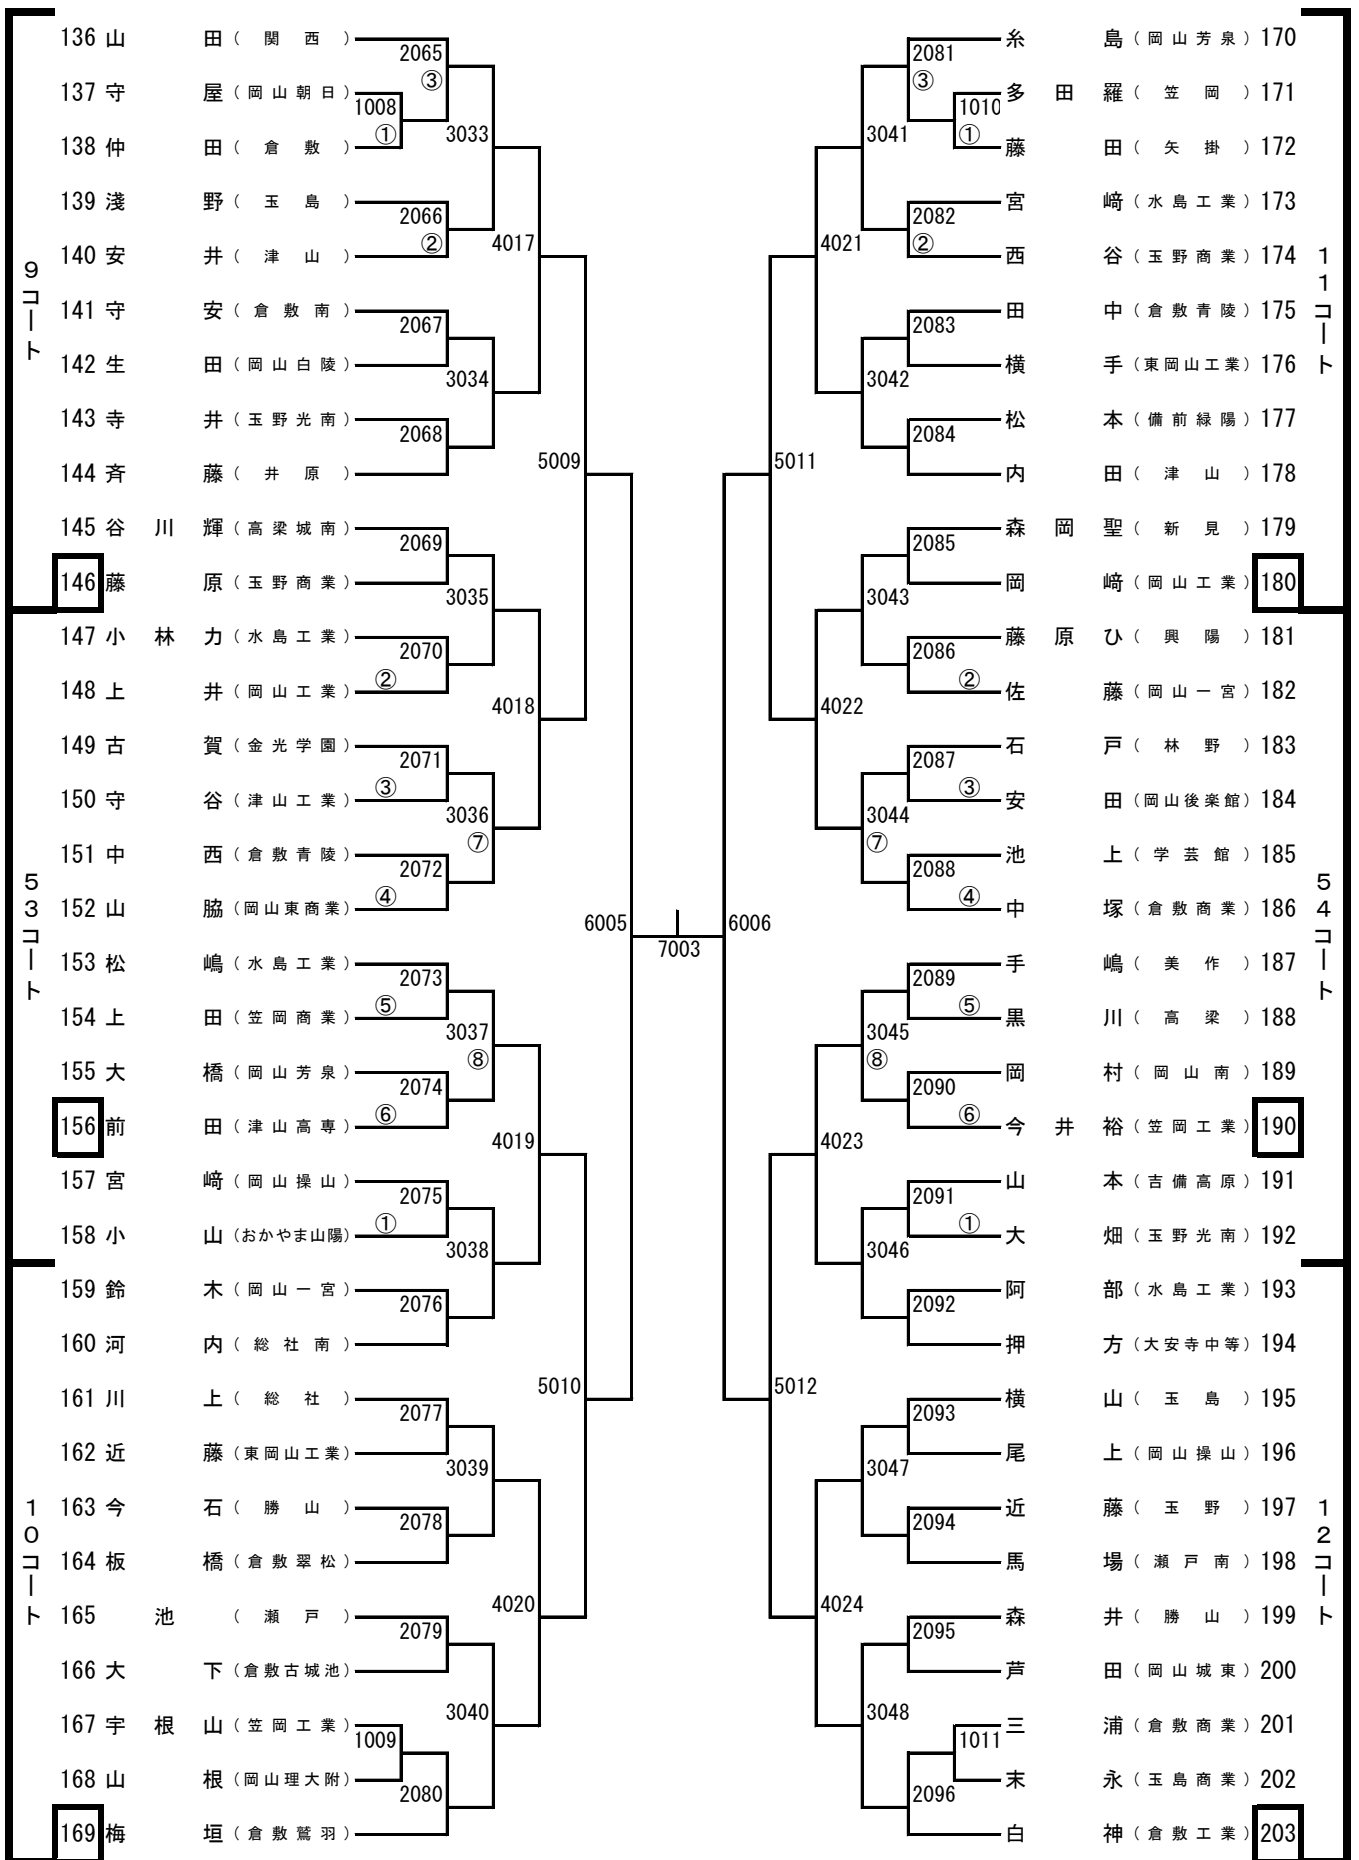 136 山田（関西） 2065 2081 糸島（岡山芳泉）170
③ ③
137 守屋（岡山朝日） 1008 1010 多田羅（笠岡）171
① 3033 3041 ①
138 仲田（倉敷） 藤田（矢掛）172
139 淺野（玉島） 2066 2082 宮﨑（水島工業）173
② 4017 4021 ②
140 安井（津山） 西谷（玉野商業）174
9コート 11コート
141 守安（倉敷南） 2067 2083 田中（倉敷青陵）175
142 生田（岡山白陵） 3034 3042 横手（東岡山工業）176
143 寺井（玉野光南） 2068 2084 松本（備前緑陽）177
144 斉藤（井原） 5009 5011 内田（津山）178
145 谷川輝（高梁城南） 2069 2085 森岡聖（新見）179
146 藤原（玉野商業） 3035 3043 岡﨑（岡山工業）180
147 小林力（水島工業） 2070 2086 藤原ひ（興陽）181
② ②
148 上井（岡山工業） 4018 4022 佐藤（岡山一宮）182
149 古賀（金光学園） 2071 2087 石戸（林野）183
③ ③
150 守谷（津山工業） 3036 3044 安田（岡山後楽館）184
⑦ ⑦
151 中西（倉敷青陵） 2072 2088 池上（学芸館）185
④ ④
53コート 54コート
152 山脇（岡山東商業） 6005 7003 6006 中塚（倉敷商業）186
153 松嶋（水島工業） 2073 2089 手嶋（美作）187
⑤ ⑤
154 上田（笠岡商業） 3037 3045 黒川（高梁）188
⑧ ⑧
155 大橋（岡山芳泉） 2074 2090 岡村（岡山南）189
⑥ ⑥
156 前田（津山高専） 4019 4023 今井裕（笠岡工業）190
157 宮﨑（岡山操山） 2075 2091 山本（吉備高原）191
① ①
158 小山（おかやま山陽） 3038 3046 大畑（玉野光南）192
159 鈴木（岡山一宮） 2076 2092 阿部（水島工業）193
160 河内（総社南） 押方（大安寺中等）194
5010 5012
161 川上（総社） 2077 2093 横山（玉島）195
162 近藤（東岡山工業） 3039 3047 尾上（岡山操山）196
163 今石（勝山） 2078 2094 近藤（玉野）197
10コート 12コート
164 板橋（倉敷翠松） 馬場（瀬戸南）198
4020 4024
165 池（瀬戸） 2079 2095 森井（勝山）199
166 大下（倉敷古城池） 芦田（岡山城東）200
3040 3048
167 宇根山（笠岡工業） 1009 1011 三浦（倉敷商業）201
168 山根（岡山理大附） 2080 2096 末永（玉島商業）202
169 梅垣（倉敷鷲羽） 白神（倉敷工業）203